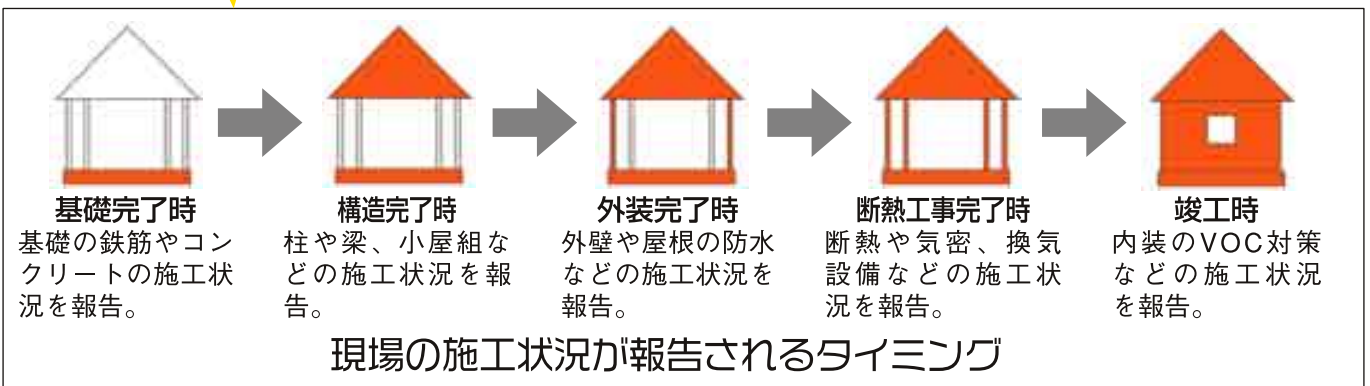 基礎完了時
基礎の鉄筋やコン
クリートの施工状
況を報告。
構造完了時
柱や梁、小屋組な
どの施工状況を報
告。
外装完了時
外壁や屋根の防水
などの施工状況を
報告。
断熱工事完了時
断熱や気密、換気
設備などの施工状
況を報告。
竣工時
内装のVOC対策
などの施工状況
を報告。
現場の施工状況が報告されるタイミング